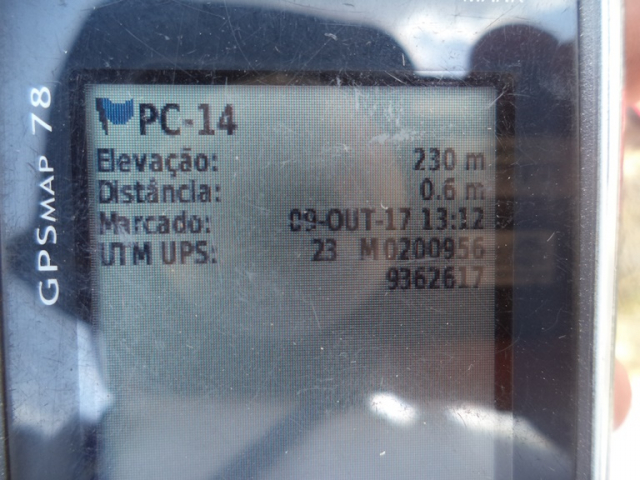 GPSMAP 78
PC-14
Elevação: 230 m
Distância: 0.6 m
Marcado: 09-OUT-17 13:12
UTM UPS: 23 M 0200956
9362617